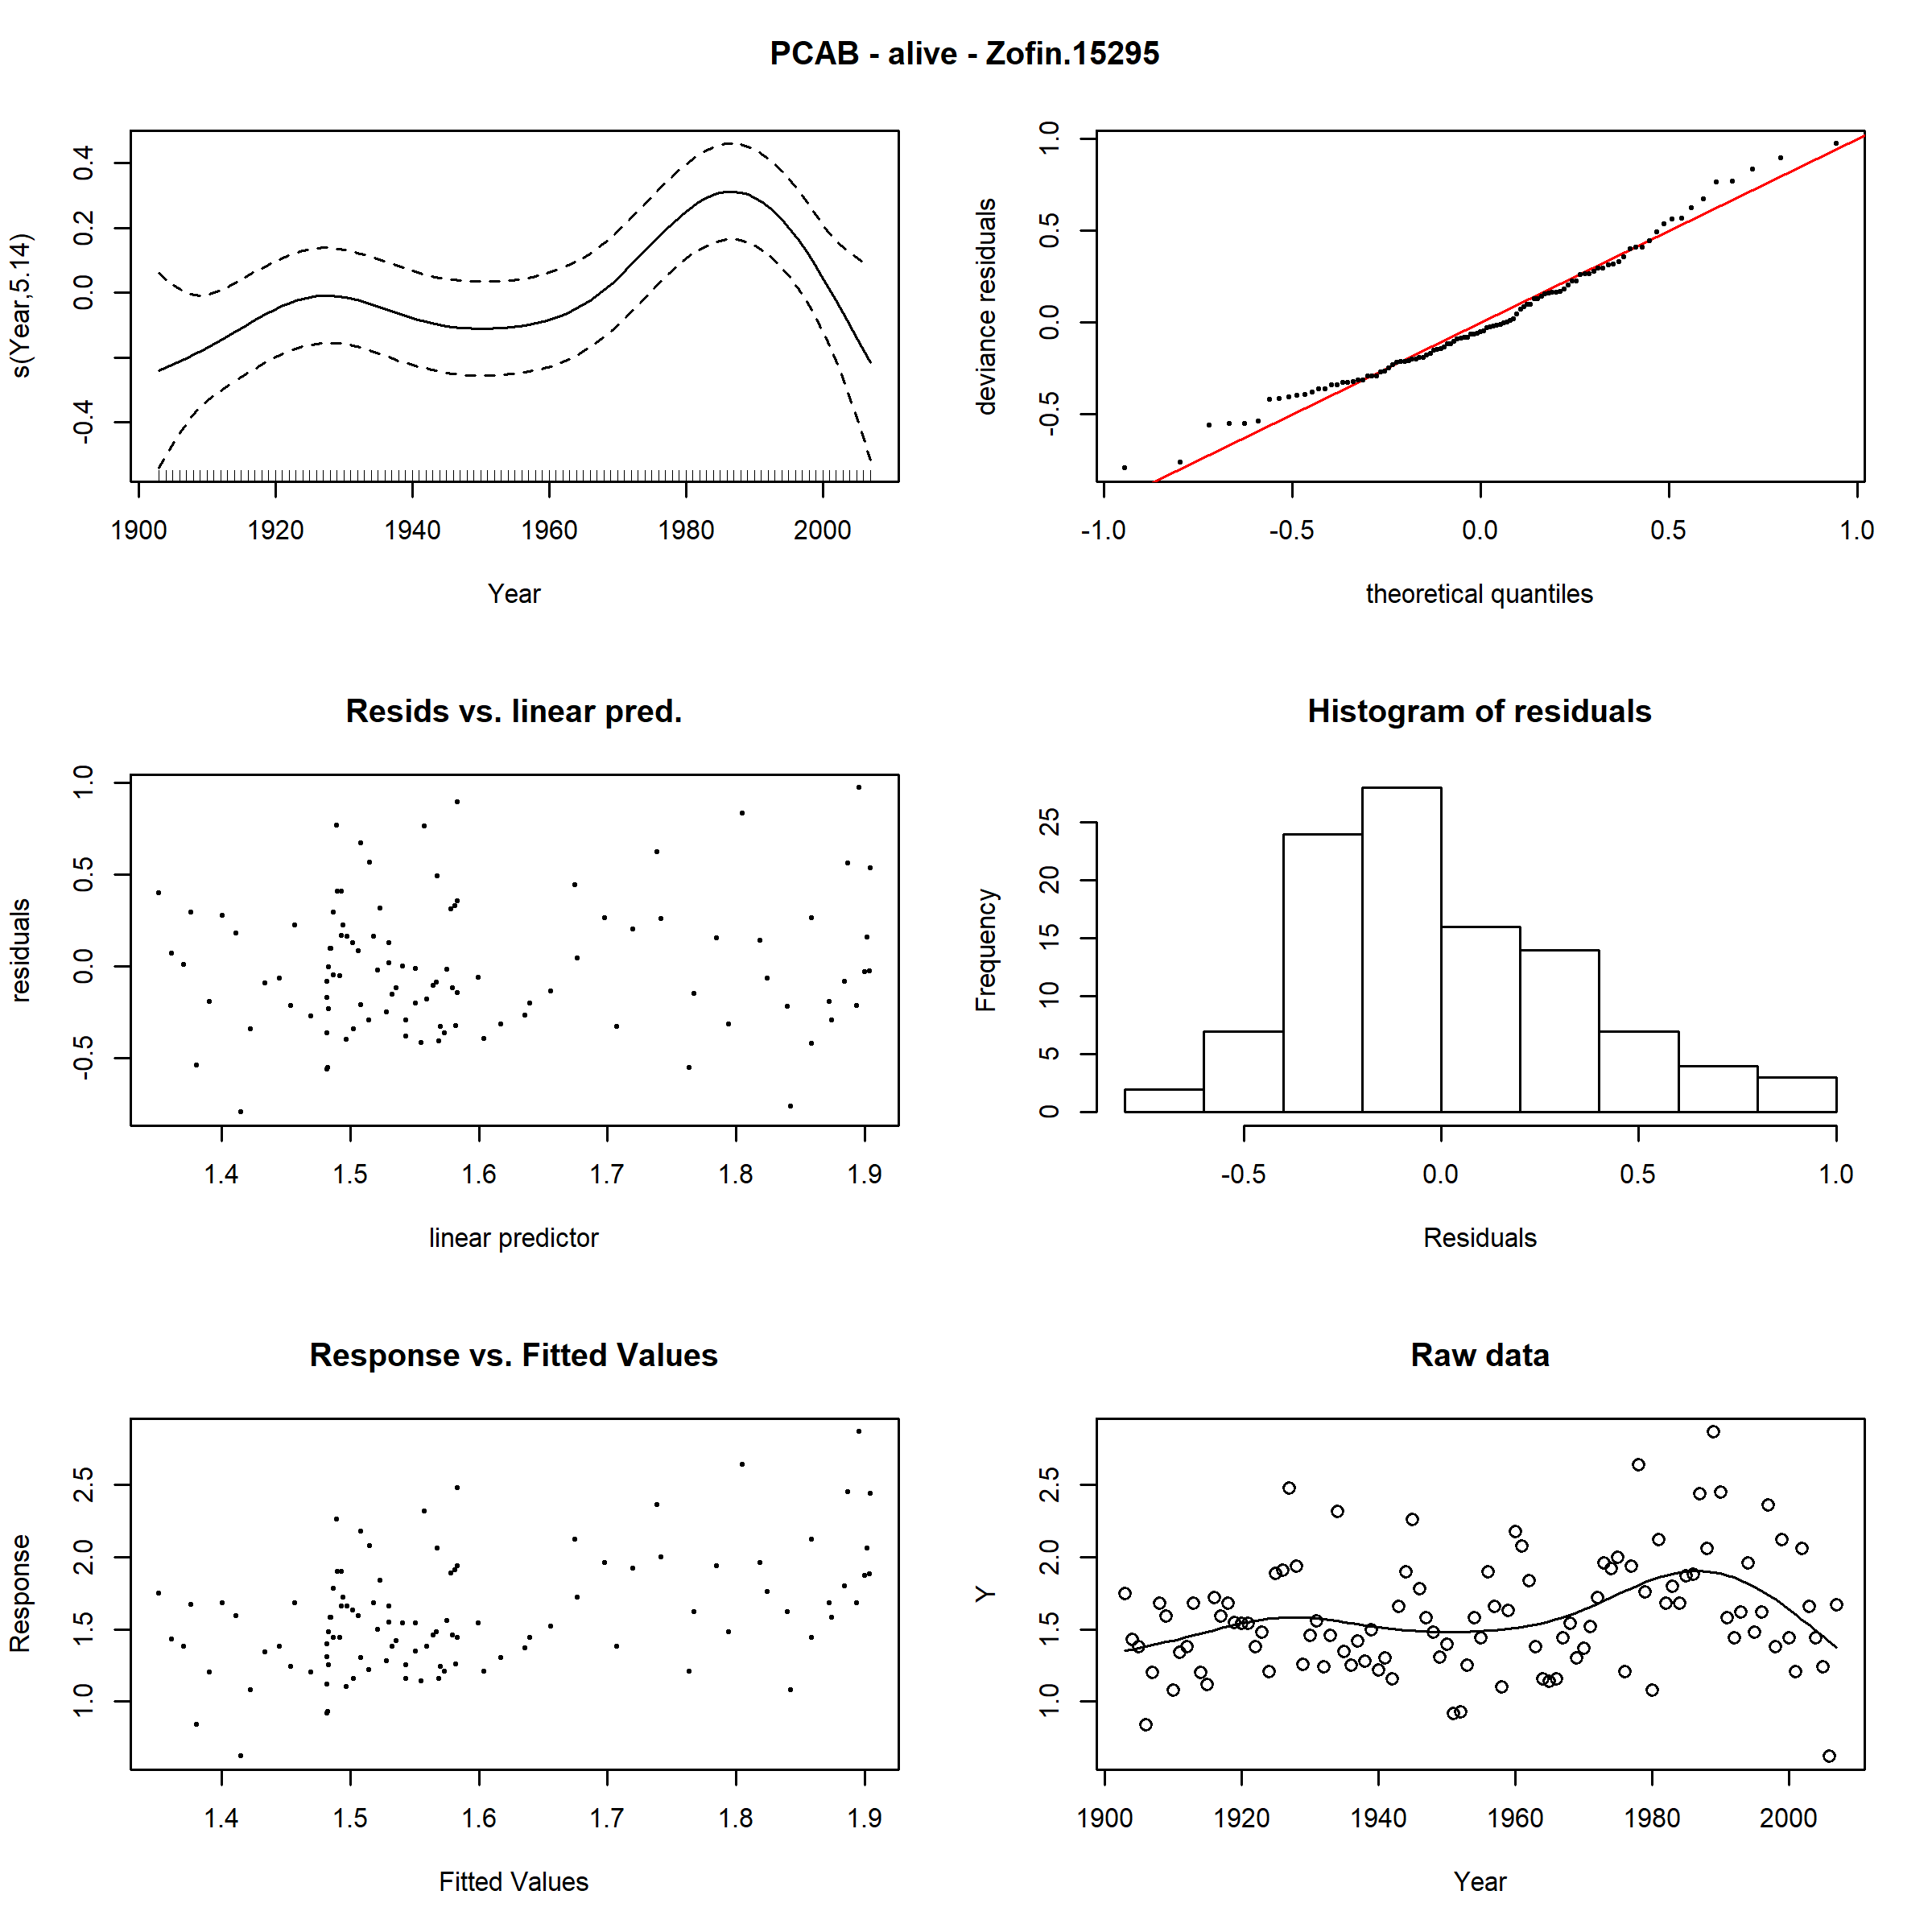 PCAB - alive - Zofin.15295
s(Year,5.14)
-0.4 0.0 0.2 0.4
1900 1920 1940 1960 1980 2000
Year
deviance residuals
-0.5 0.0 0.5 1.0
-1.0 -0.5 0.0 0.5 1.0
theoretical quantiles
Resids vs. linear pred.
residuals
-0.5 0.0 0.5 1.0
1.4 1.5 1.6 1.7 1.8 1.9
linear predictor
Histogram of residuals
Frequency
0 5 10 15 20 25
-0.5 0.0 0.5 1.0
Residuals
Response vs. Fitted Values
Response
1.0 1.5 2.0 2.5
1.4 1.5 1.6 1.7 1.8 1.9
Fitted Values
Raw data
Y
1.0 1.5 2.0 2.5
1900 1920 1940 1960 1980 2000
Year